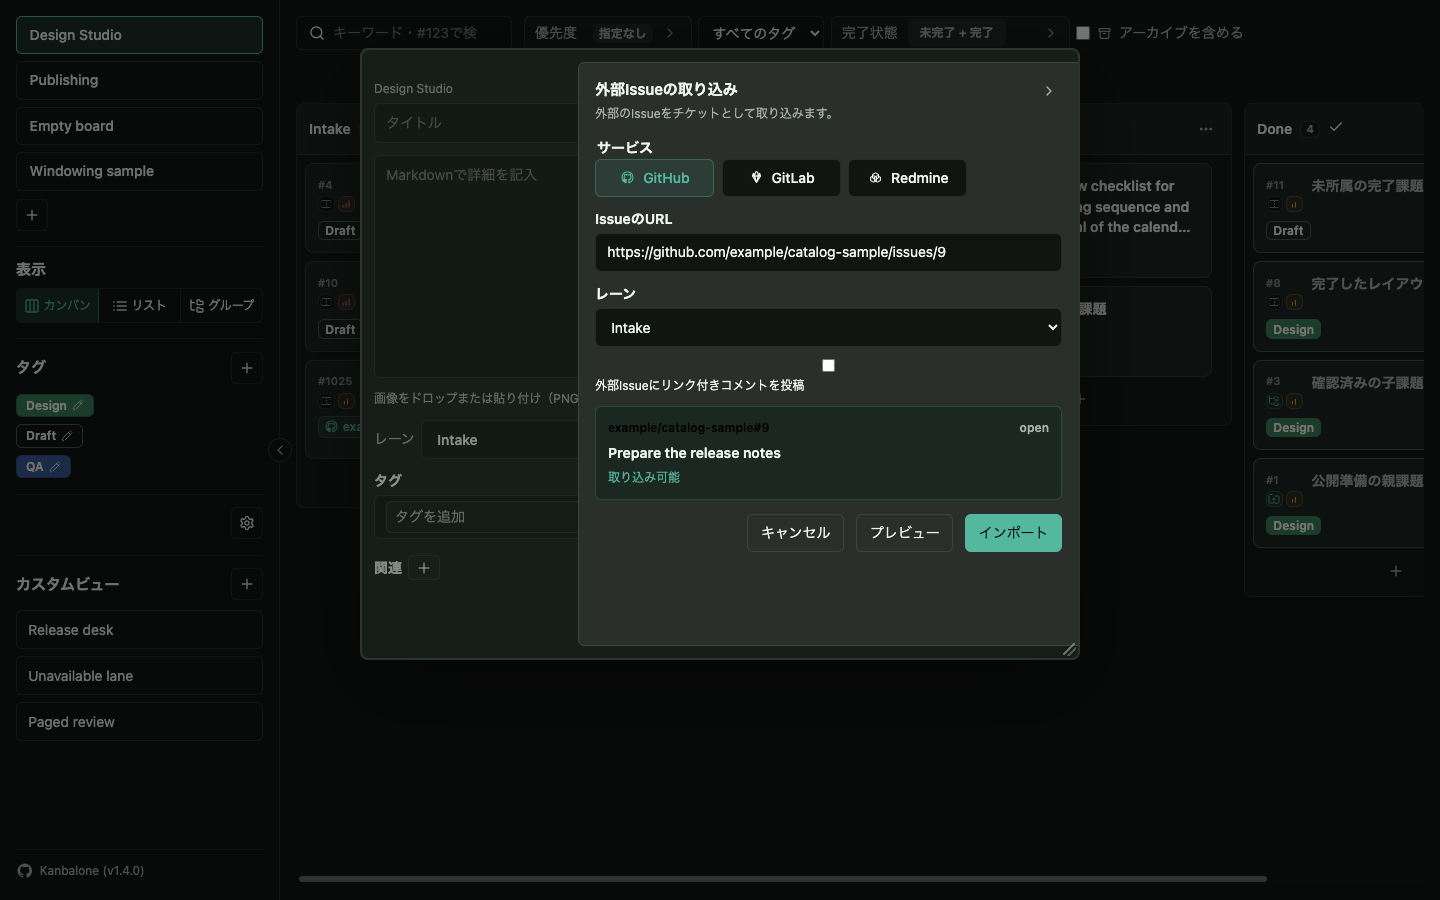 Design Studio
Publishing
Empty board
Windowing sample
表示
カンバン
リスト
グループ
タグ
Design
Draft
QA
カスタムビュー
Release desk
Unavailable lane
Paged review
Kanbalone (v1.4.0)
キーワード・#123で検
優先度 指定なし
すべてのタグ
完了状態 未完了 + 完了
アーカイブを含める
Intake
#4
Draft
#10
Draft
#1025
exa
Design Studio
タイトル
Markdownで詳細を記入
画像をドロップまたは貼り付け（PNG
レーン Intake
タグ
タグを追加
関連
外部Issueの取り込み
外部のIssueをチケットとして取り込みます。
サービス
GitHub
GitLab
Redmine
IssueのURL
https://github.com/example/catalog-sample/issues/9
レーン
Intake
外部Issueにリンク付きコメントを投稿
example/catalog-sample#9
open
Prepare the release notes
取り込み可能
キャンセル
プレビュー
インポート
w checklist for
g sequence and
l of the calend...
課題
Done 4
#11 未所属の完了課題
Draft
#8 完了したレイアウ
Design
#3 確認済みの子課題
Design
#1 公開準備の親課題
Design